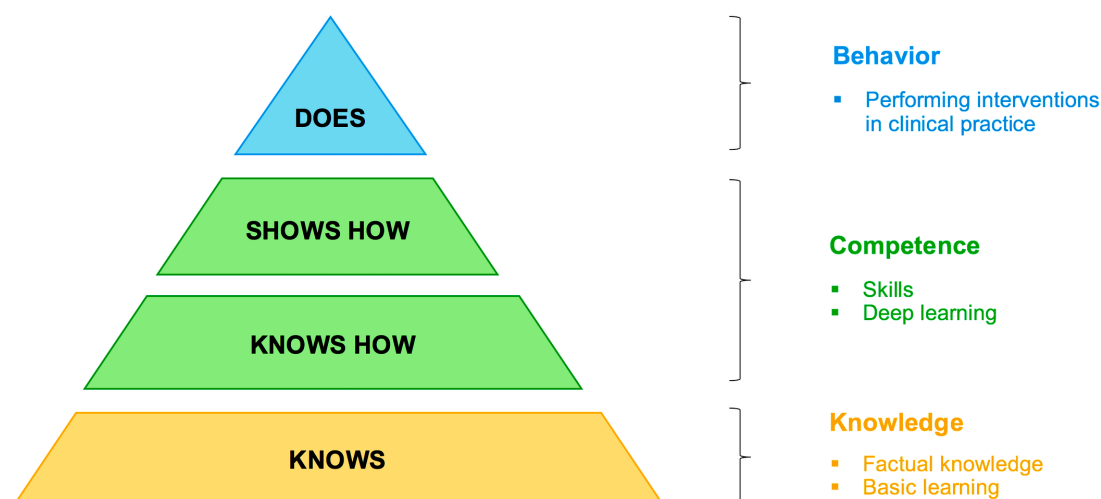 DOES
Behavior
▪ Performing interventions
in clinical practice
SHOWS HOW
Competence
▪ Skills
▪ Deep learning
KNOWS HOW
Knowledge
▪ Factual knowledge
▪ Basic learning
KNOWS